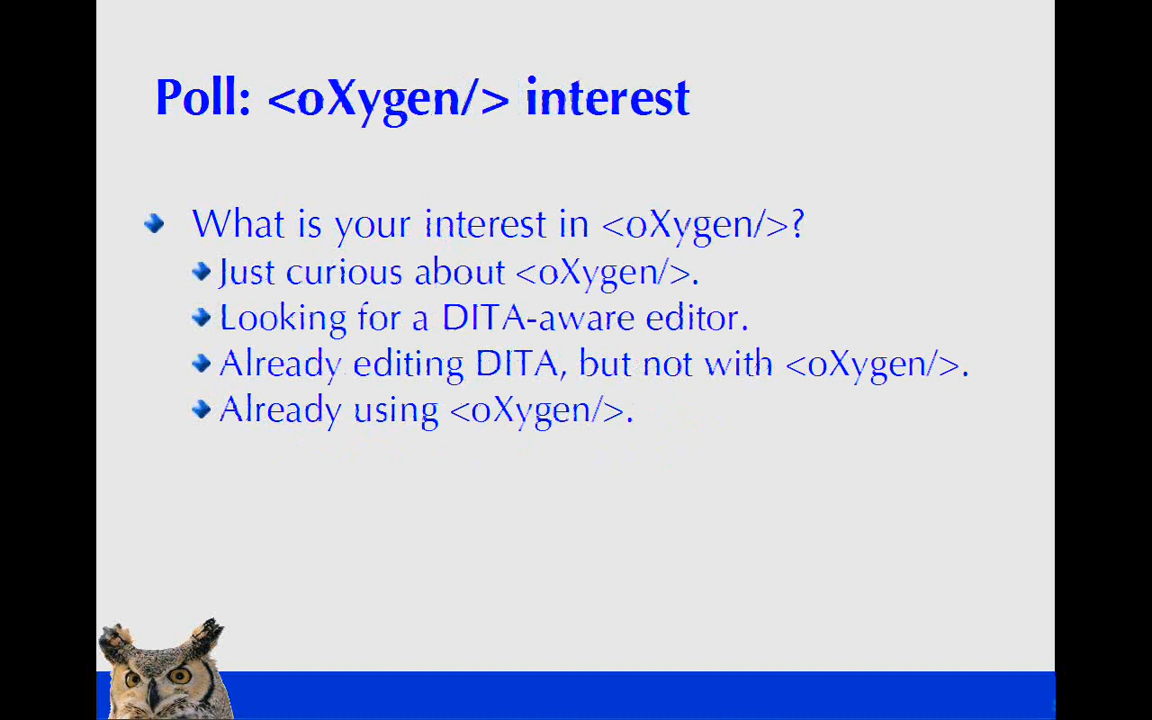 Poll: <oXygen/> interest
What is your interest in <oXygen/>?
Just curious about <oXygen/>.
Looking for a DITA-aware editor.
Already editing DITA, but not with <oXygen/>.
Already using <oXygen/>.